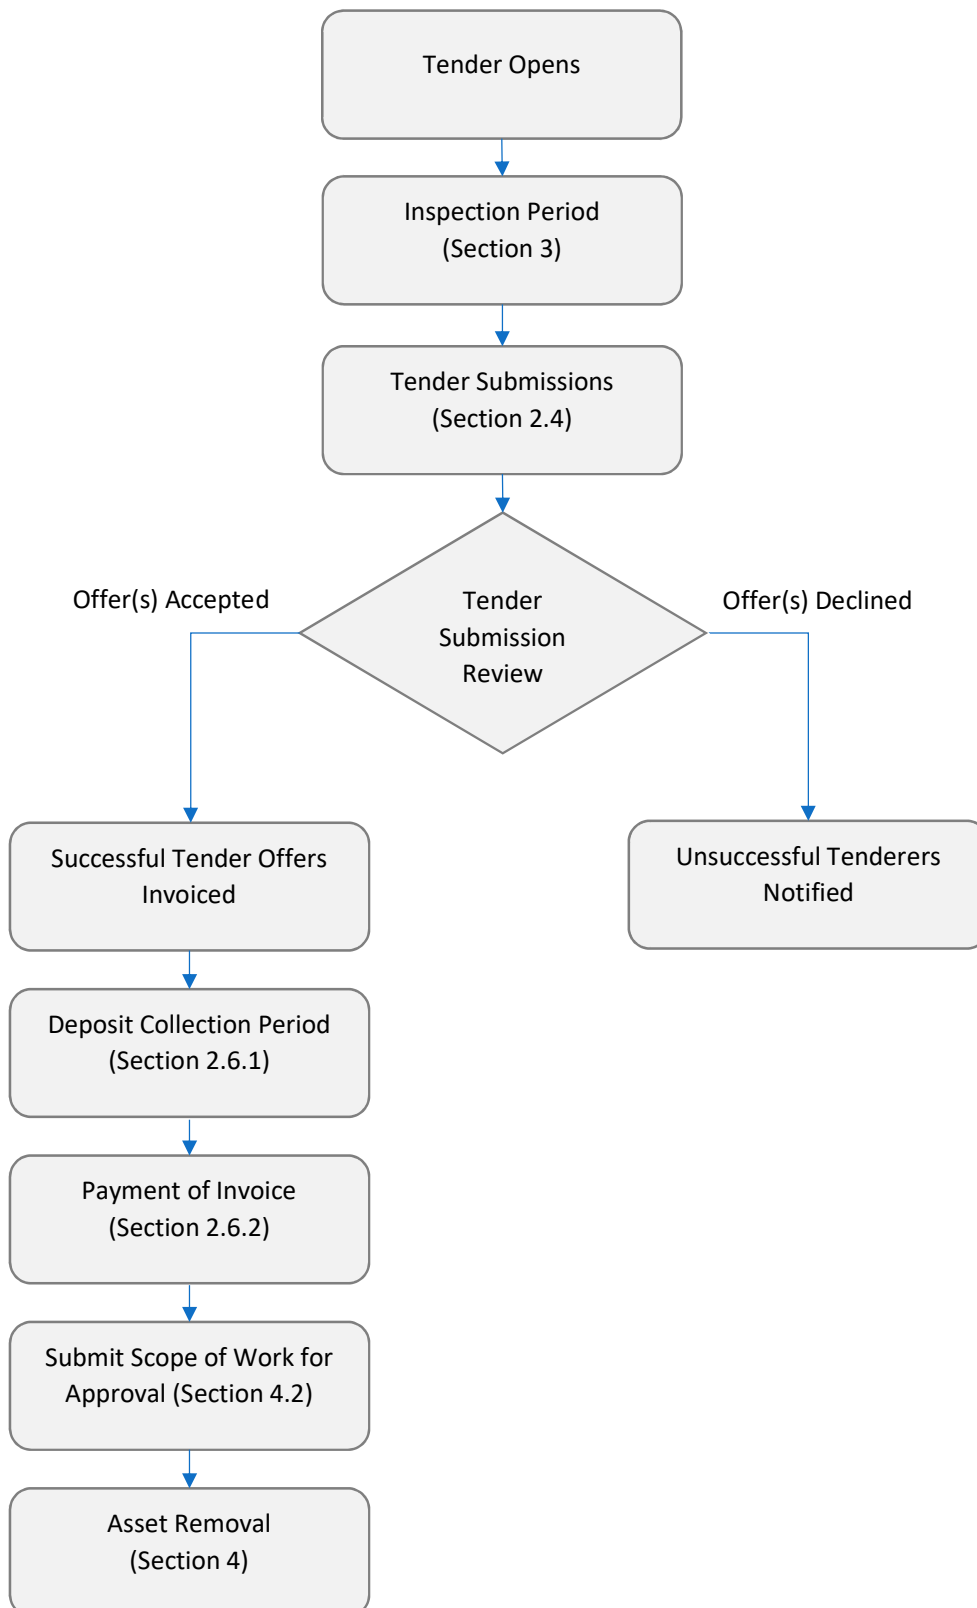 Tender Opens
Inspection Period
(Section 3)
Tender Submissions
(Section 2.4)
Offer(s) Accepted
Tender
Submission
Review
Offer(s) Declined
Successful Tender Offers
Invoiced
Unsuccessful Tenderers
Notified
Deposit Collection Period
(Section 2.6.1)
Payment of Invoice
(Section 2.6.2)
Submit Scope of Work for
Approval (Section 4.2)
Asset Removal
(Section 4)